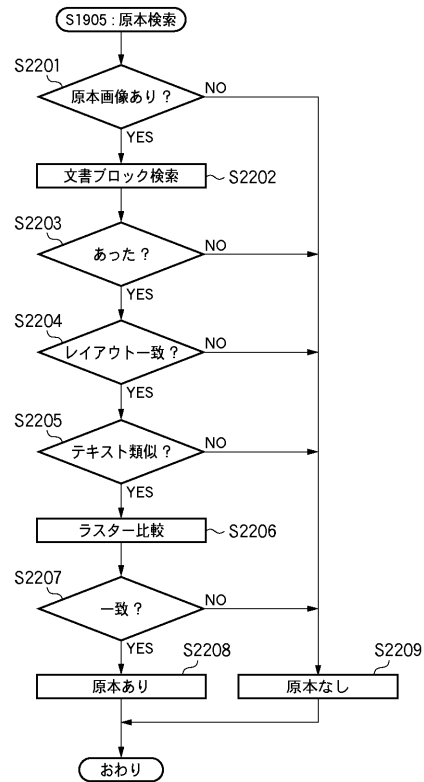 S1905 : 原本検索
S2201
原本画像あり ?
NO
YES
文書ブロック検索
S2202
S2203
あった ?
NO
YES
S2204
レイアウト一致 ?
NO
YES
S2205
テキスト類似 ?
NO
YES
ラスター比較
S2206
S2207
一致 ?
NO
YES
S2208
原本あり
S2209
原本なし
おわり